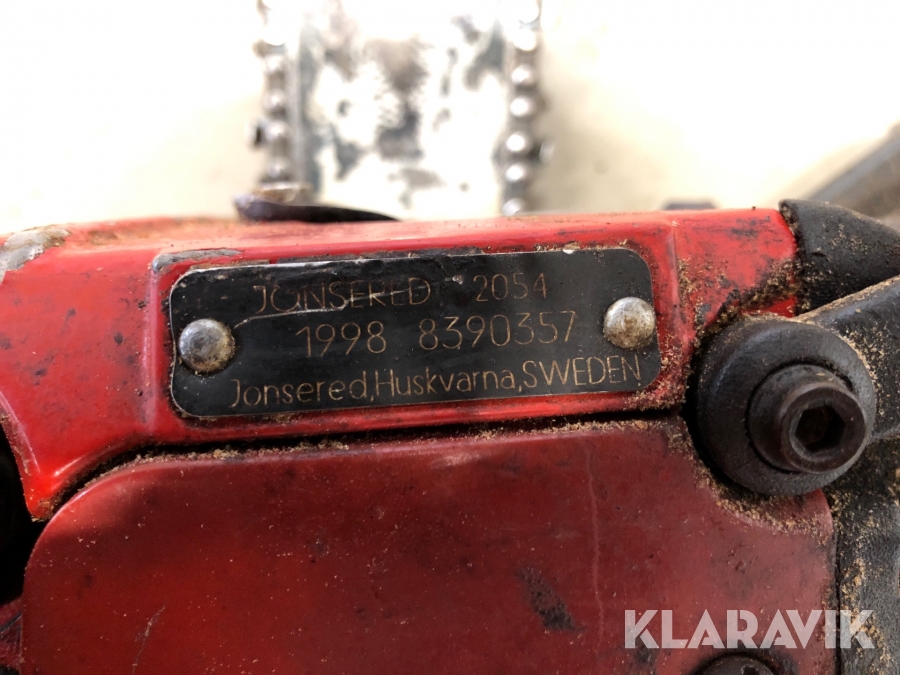 JONSERED 2054
1998 8390357
Jonsered,Huskvarna,SWEDEN
KLARAVIK